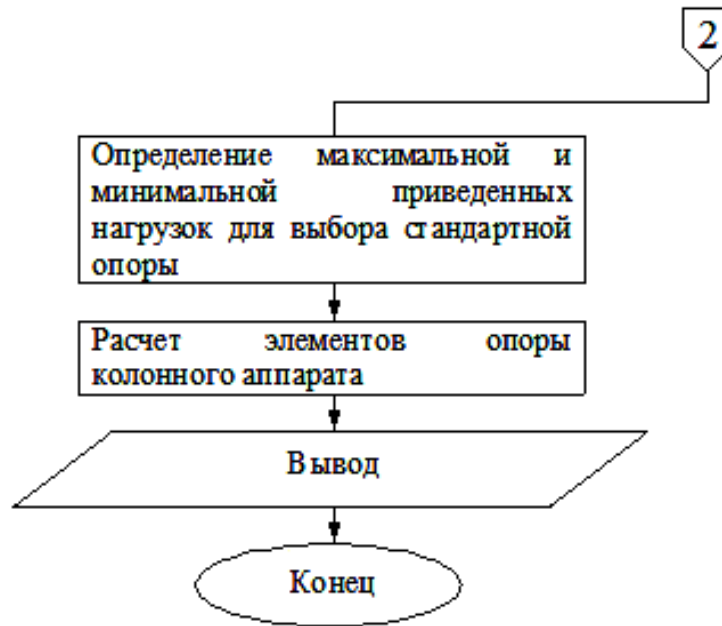 2
Определение максимальной и
минимальной приведенных
нагрузок для выбора стандартной
опоры
Расчет элементов опоры
колонного аппарата
Вывод
Конец